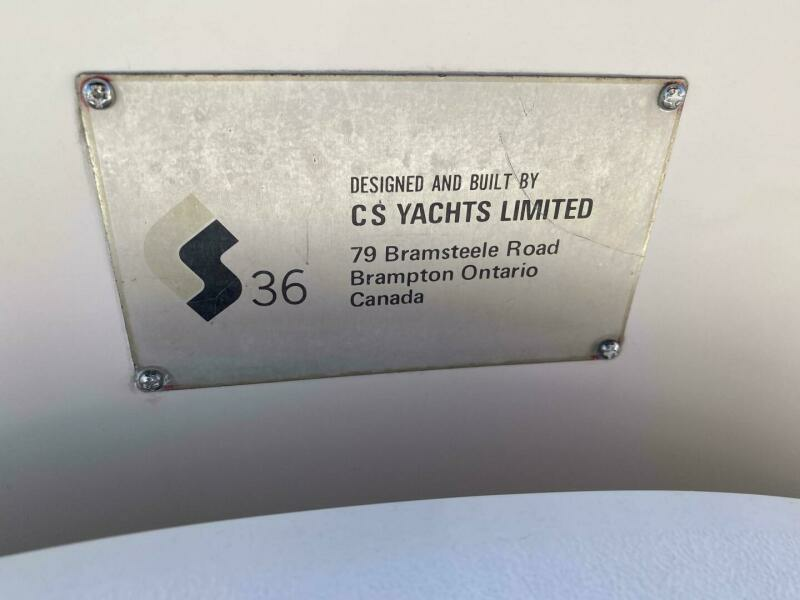 DESIGNED AND BUILT BY
CS YACHTS LIMITED
79 Bramsteele Road
Brampton Ontario
Canada
36